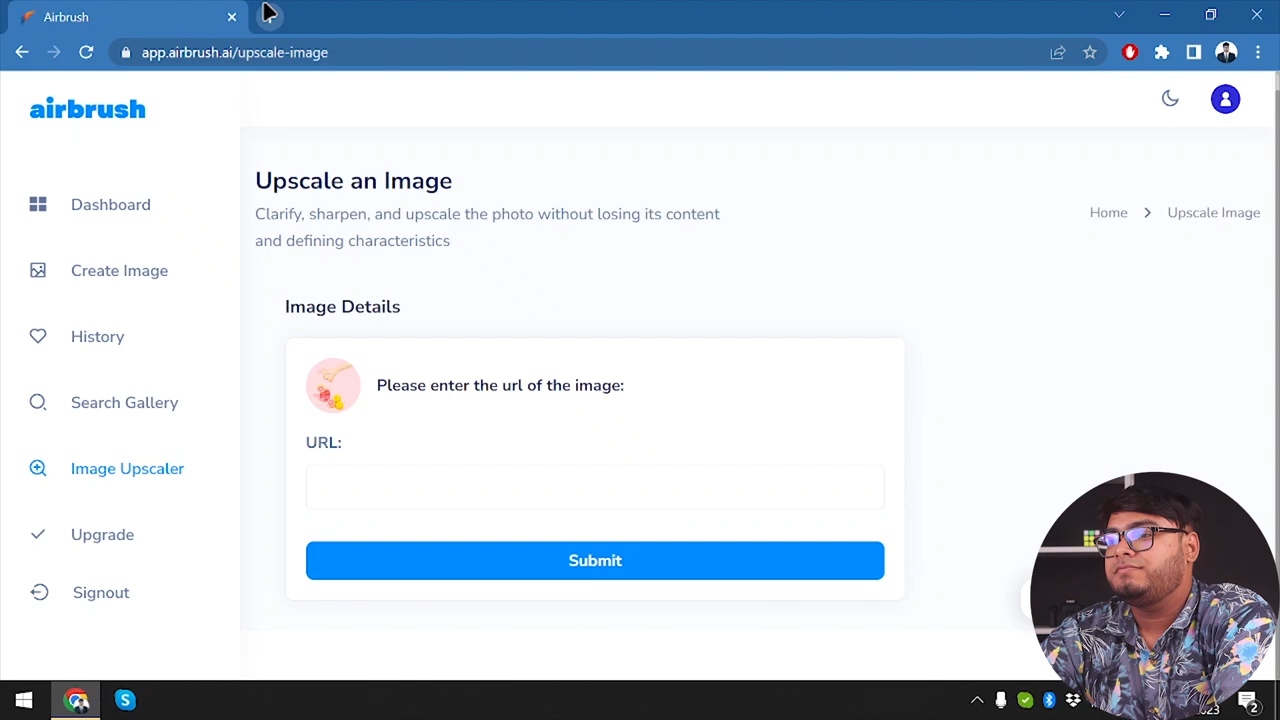 Airbrush
app.airbrush.ai/upscale-image
airbrush
Upscale an Image
Clarify, sharpen, and upscale the photo without losing its content
and defining characteristics
Home > Upscale Image
Dashboard
Create Image
History
Search Gallery
Image Upscaler
Upgrade
Signout
Image Details
Please enter the url of the image:
URL:
Submit
S
2